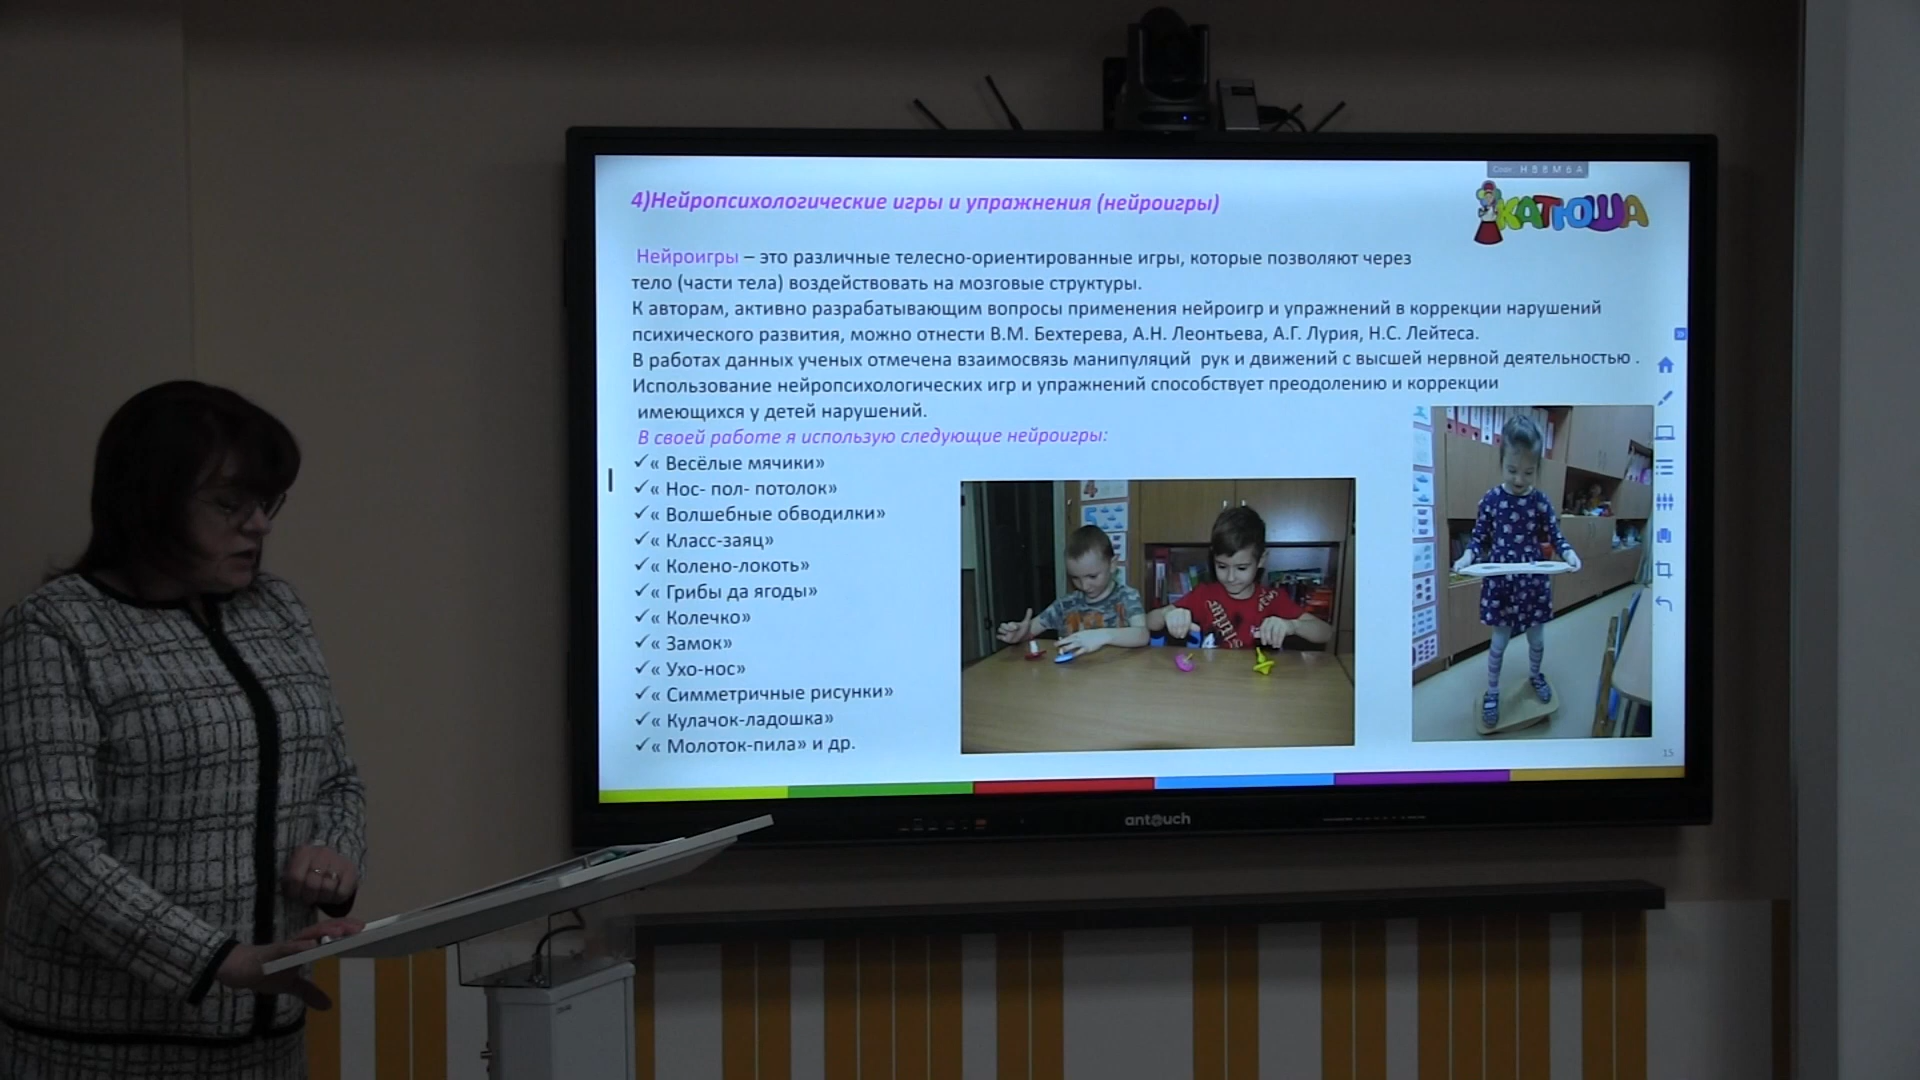 Code H B 8 M 6 A
4)Нейропсихологические игры и упражнения (нейроигры)
КАТЮША
Нейроигры – это различные телесно-ориентированные игры, которые позволяют через
тело (части тела) воздействовать на мозговые структуры.
К авторам, активно разрабатывающим вопросы применения нейроигр и упражнений в коррекции нарушений
психического развития, можно отнести В.М. Бехтерева, А.Н. Леонтьева, А.Г. Лурия, Н.С. Лейтеса.
В работах данных ученых отмечена взаимосвязь манипуляций рук и движений с высшей нервной деятельностью .
Использование нейропсихологических игр и упражнений способствует преодолению и коррекции
имеющихся у детей нарушений.
В своей работе я использую следующие нейроигры:
✓« Весёлые мячики»
✓« Нос- пол- потолок»
✓« Волшебные обводилки»
✓« Класс-заяц»
✓« Колено-локоть»
✓« Грибы да ягоды»
✓« Колечко»
✓« Замок»
✓« Ухо-нос»
✓« Симметричные рисунки»
✓« Кулачок-ладошка»
✓« Молоток-пила» и др.
15
antouch